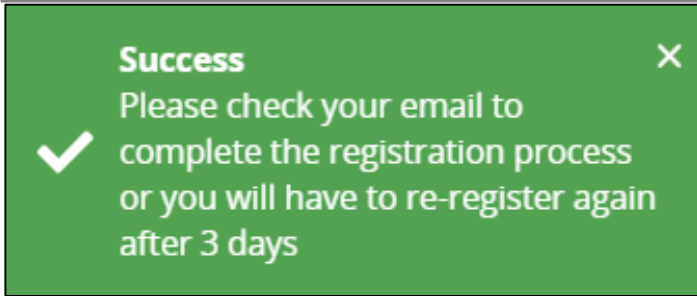 Success
Please check your email to
complete the registration process
or you will have to re-register again
after 3 days